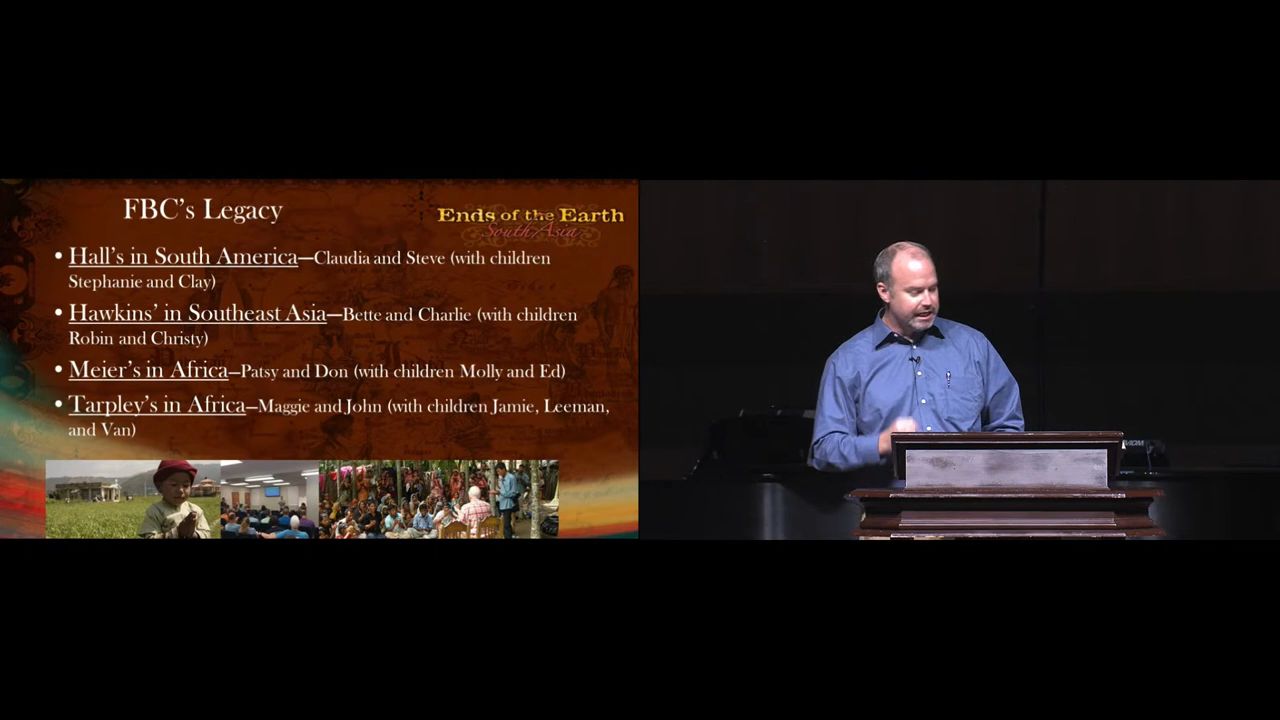 FBC's Legacy
Ends of the Earth
South Asia
• Hall's in South America—Claudia and Steve (with children
Stephanie and Clay)
• Hawkins' in Southeast Asia—Bette and Charlie (with children
Robin and Christy)
• Meier's in Africa—Patsy and Don (with children Molly and Ed)
• Tarpley's in Africa—Maggie and John (with children Jamie, Leeman,
and Van)